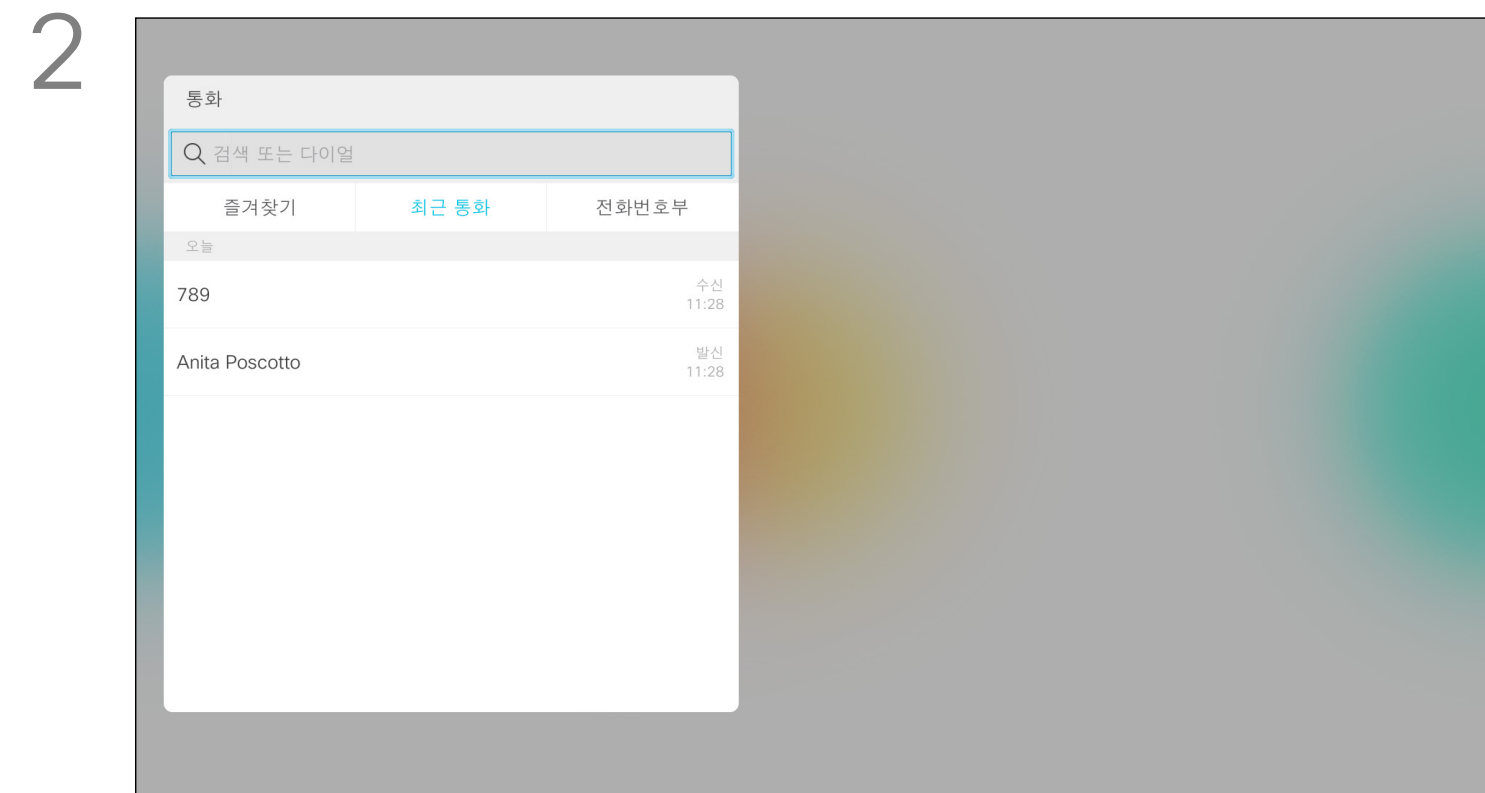 2
통화
검색 또는 다이얼
즐겨찾기 최근 통화 전화번호부
오늘
789
수신
11:28
Anita Poscotto
발신
11:28